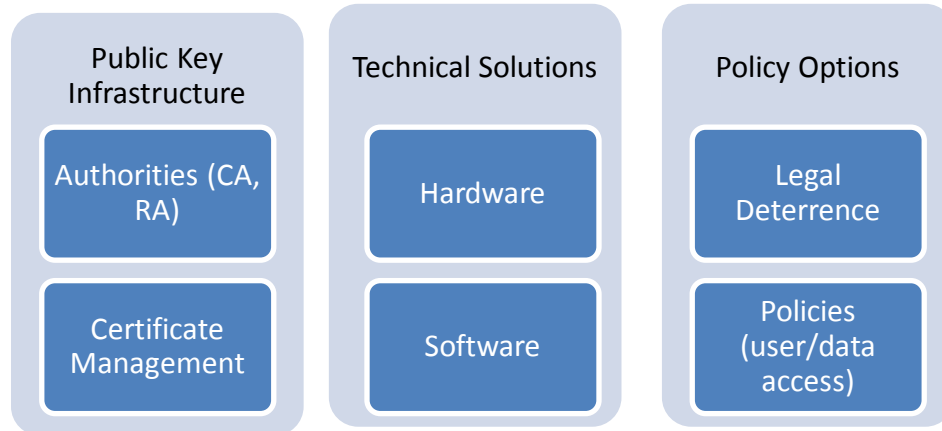 Public Key
Infrastructure
Authorities (CA,
RA)
Certificate
Management
Technical Solutions
Hardware
Software
Policy Options
Legal
Deterrence
Policies
(user/data
access)